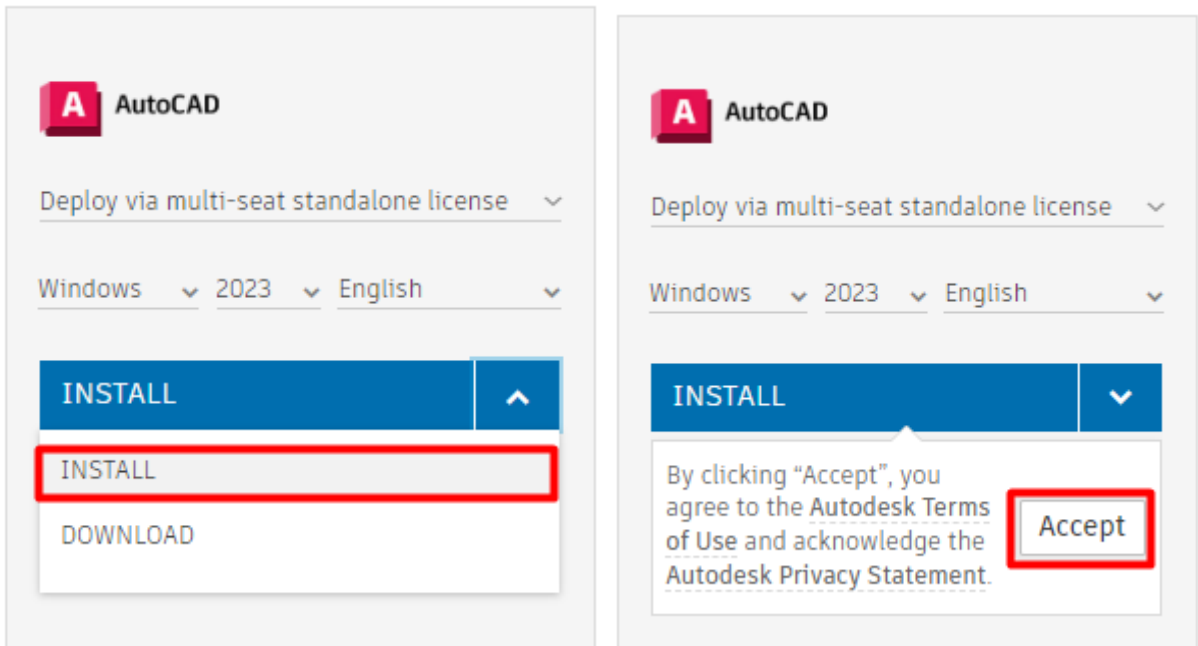 A AutoCAD
Deploy via multi-seat standalone license
Windows 2023 English
INSTALL
INSTALL
DOWNLOAD
A AutoCAD
Deploy via multi-seat standalone license
Windows 2023 English
INSTALL
By clicking “Accept”, you
agree to the Autodesk Terms
of Use and acknowledge the
Autodesk Privacy Statement.
Accept